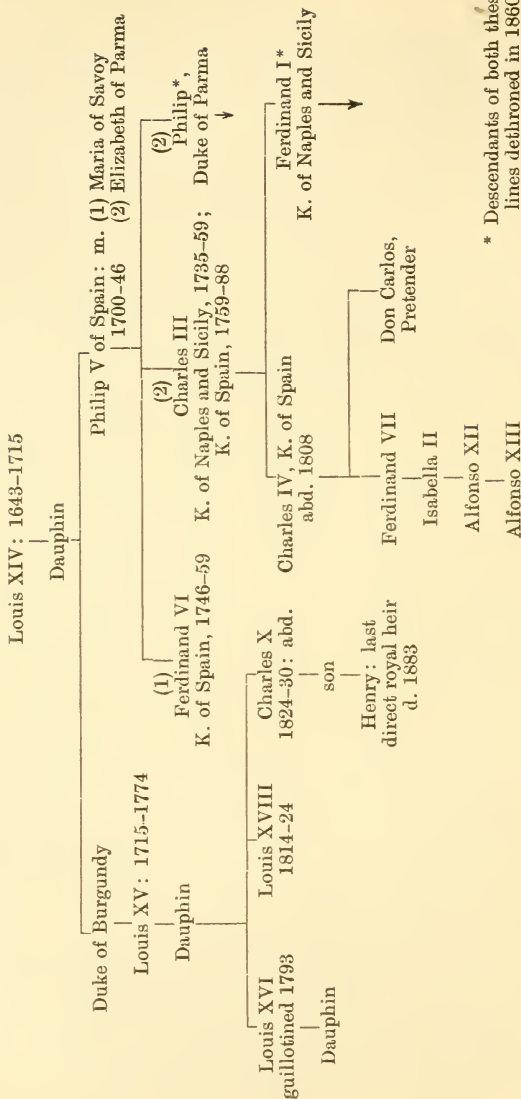 Louis XIV: 1643–1715
Dauphin
Duke of Burgundy
Philip V of Spain: m. (1) Maria of Savoy
1700–46 (2) Elizabeth of Parma
Louis XV: 1715–1774
Dauphin
(1)
Ferdinand VI
K. of Spain, 1746–59
(2)
Charles III
K. of Naples and Sicily, 1735–59;
K. of Spain, 1759–88
(2)
Philip*,
Duke of Parma
Louis XVI
guillotined 1793
Dauphin
Louis XVIII
1814–24
Charles X
1824–30: abd.
son
Henry: last
direct royal heir
d. 1883
Charles IV, K. of Spain
abd. 1808
Ferdinand I*
K. of Naples and Sicily
Ferdinand VII
Isabella II
Alfonso XII
Alfonso XIII
Don Carlos,
Pretender
* Descendants of both thes
lines dethroned in 1860